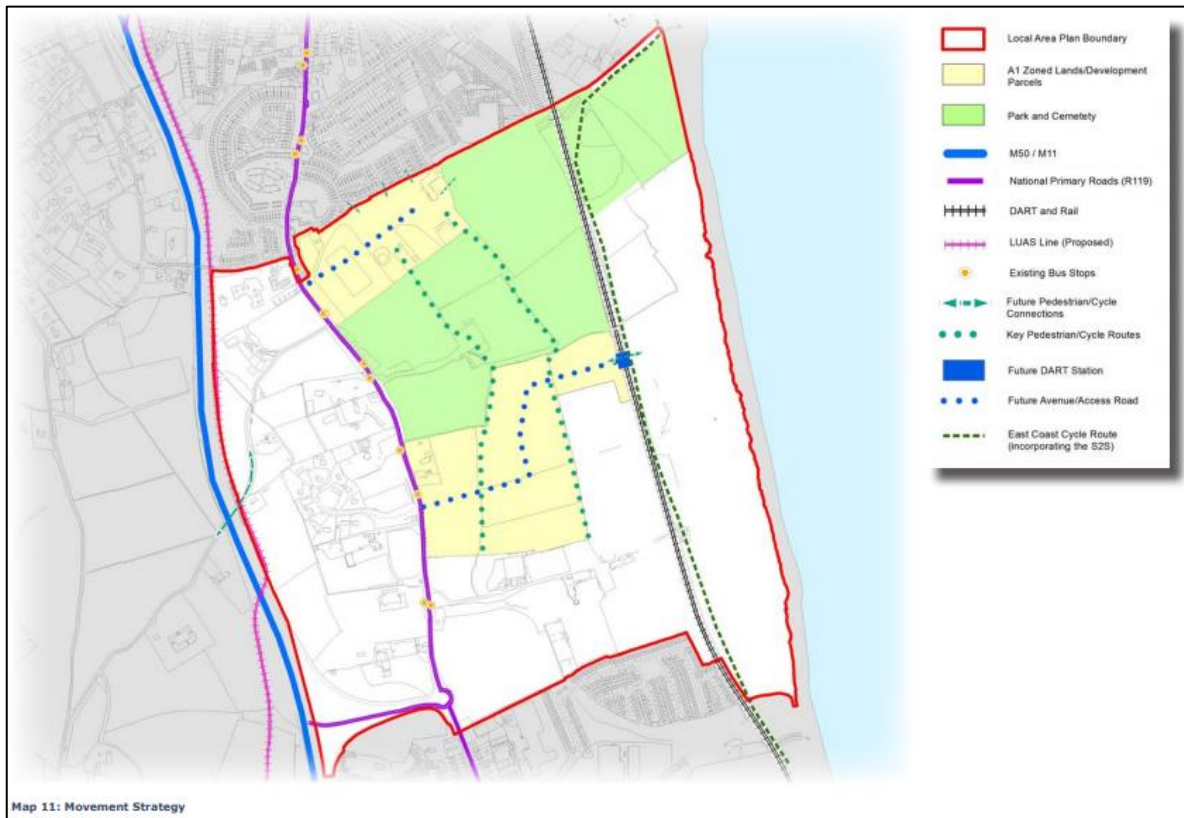 Local Area Plan Boundary
A1 Zoned Lands/Development
Parcels
Park and Cemetety
M50 / M11
National Primary Roads (R119)
DART and Rail
LUAS Line (Proposed)
Existing Bus Stops
Future Pedestrian/Cycle
Connections
Key Pedestrian/Cycle Routes
Future DART Station
Future Avenue/Access Road
East Coast Cycle Route
(incorporating the S2S)
Map 11: Movement Strategy